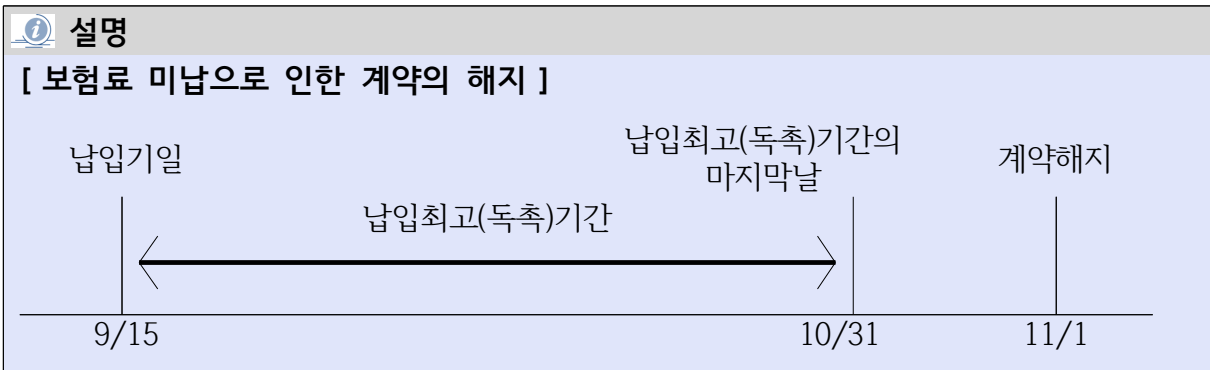 설명
[ 보험료 미납으로 인한 계약의 해지 ]
납입기일
납입최고(독촉)기간의
마지막날
계약해지
납입최고(독촉)기간
9/15
10/31
11/1